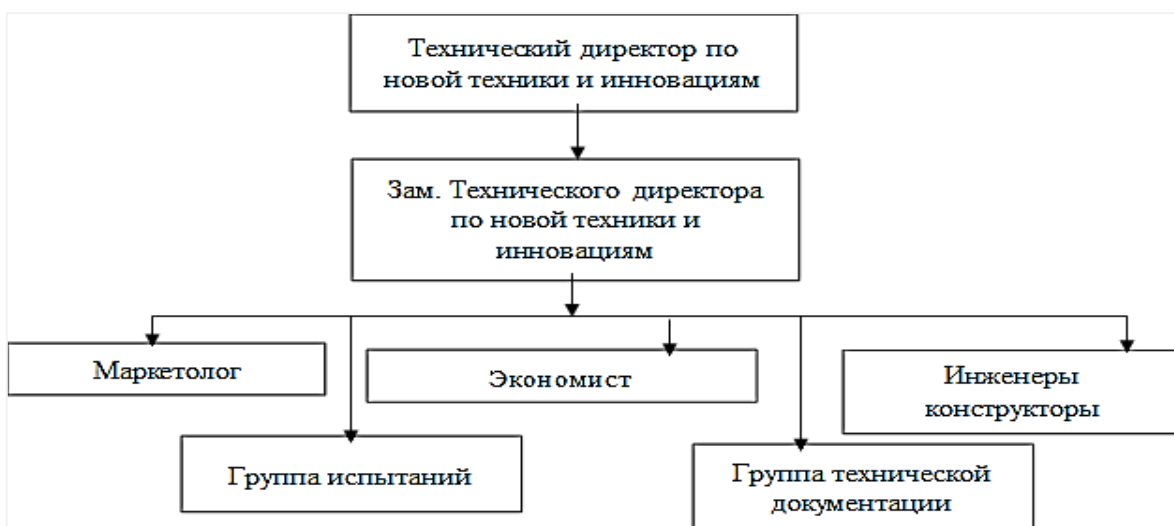 Технический директор по
новой техники и инновациям
Зам. Технического директора
по новой техники и
инновациям
Маркетолог
Экономист
Инженеры
конструкторы
Группа испытаний
Группа технической
документации